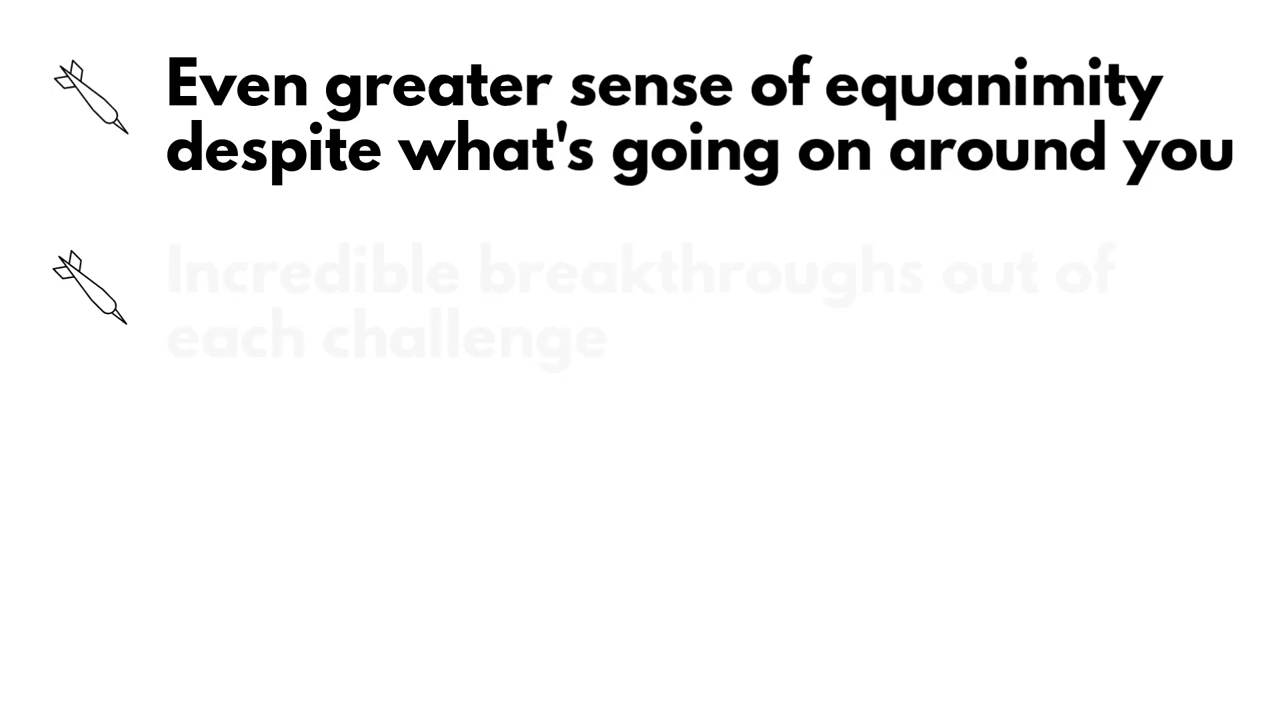 Even greater sense of equanimity
despite what's going on around you
Incredible breakthroughs out of
each challenge